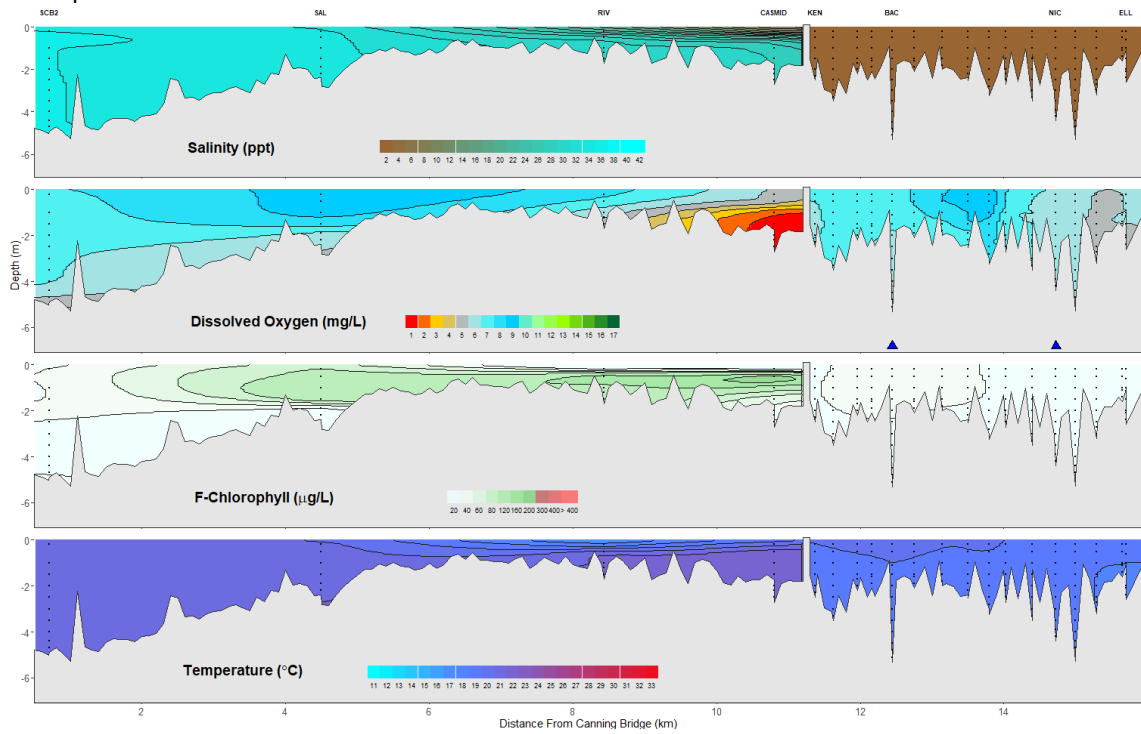 SCB2 SAL RIV CASMID KEN BAC NIC ELL
0
-2
-4
-6
Salinity (ppt)
2 4 6 8 10 12 14 16 18 20 22 24 26 28 30 32 34 36 38 40 42
0
-2
-4
-6
Depth (m)
Dissolved Oxygen (mg/L)
1 2 3 4 5 6 7 8 9 10 11 12 13 14 15 16 17
0
-2
-4
-6
F-Chlorophyll (µg/L)
20 40 60 80 120 160 200 300 400 > 400
0
-2
-4
-6
Temperature (°C)
11 12 13 14 15 16 17 18 19 20 21 22 23 24 25 26 27 28 29 30 31 32 33
2 4 6 8 10 12 14
Distance From Canning Bridge (km)